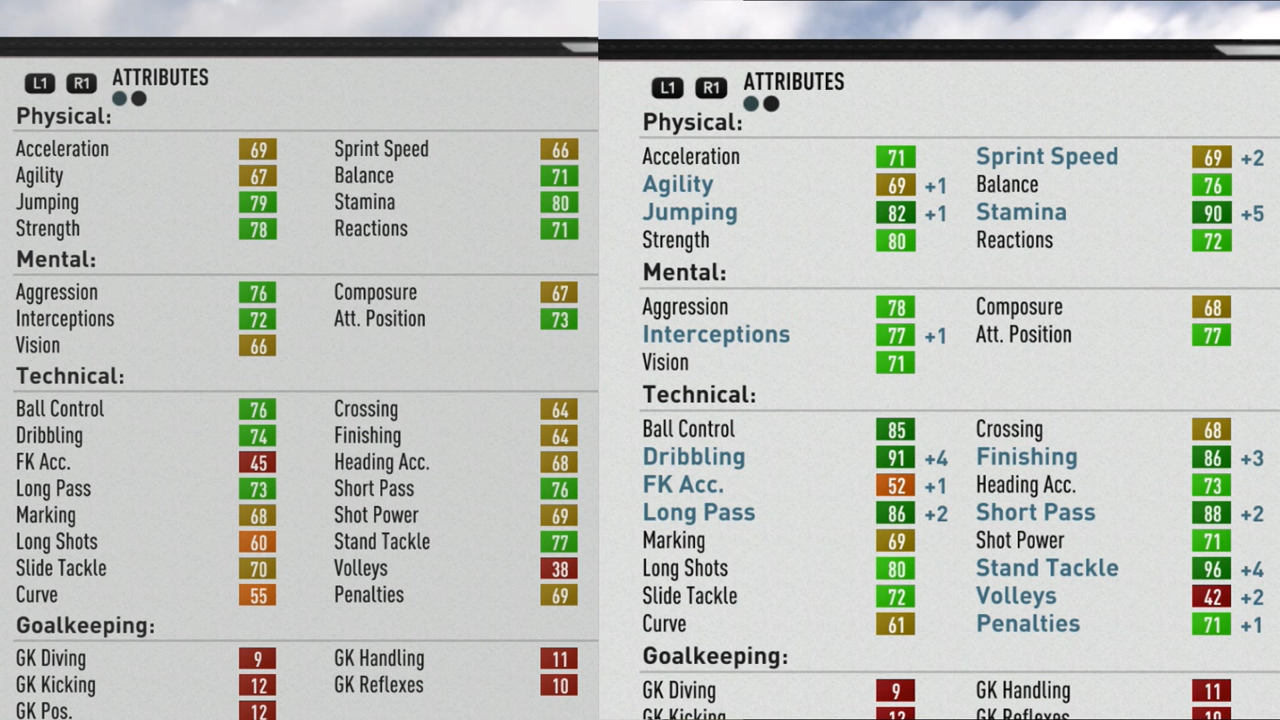 L1 R1 ATTRIBUTES
Physical:
Acceleration 69 Sprint Speed 66
Agility 67 Balance 71
Jumping 79 Stamina 80
Strength 78 Reactions 71
Mental:
Aggression 76 Composure 67
Interceptions 72 Att. Position 73
Vision 66
Technical:
Ball Control 76 Crossing 64
Dribbling 74 Finishing 64
FK Acc. 45 Heading Acc. 68
Long Pass 73 Short Pass 76
Marking 68 Shot Power 69
Long Shots 60 Stand Tackle 77
Slide Tackle 70 Volleys 38
Curve 55 Penalties 69
Goalkeeping:
GK Diving 9 GK Handling 11
GK Kicking 12 GK Reflexes 10
GK Pos. 12
L1 R1 ATTRIBUTES
Physical:
Acceleration 71 Sprint Speed 69 +2
Agility 69 +1 Balance 76
Jumping 82 +1 Stamina 90 +5
Strength 80 Reactions 72
Mental:
Aggression 78 Composure 68
Interceptions 77 +1 Att. Position 77
Vision 71
Technical:
Ball Control 85 Crossing 68
Dribbling 91 +4 Finishing 86 +3
FK Acc. 52 +1 Heading Acc. 73
Long Pass 86 +2 Short Pass 88 +2
Marking 69 Shot Power 71
Long Shots 80 Stand Tackle 96 +4
Slide Tackle 72 Volleys 42 +2
Curve 61 Penalties 71 +1
Goalkeeping:
GK Diving 9 GK Handling 11
GK Kicking 12 GK Reflexes 10